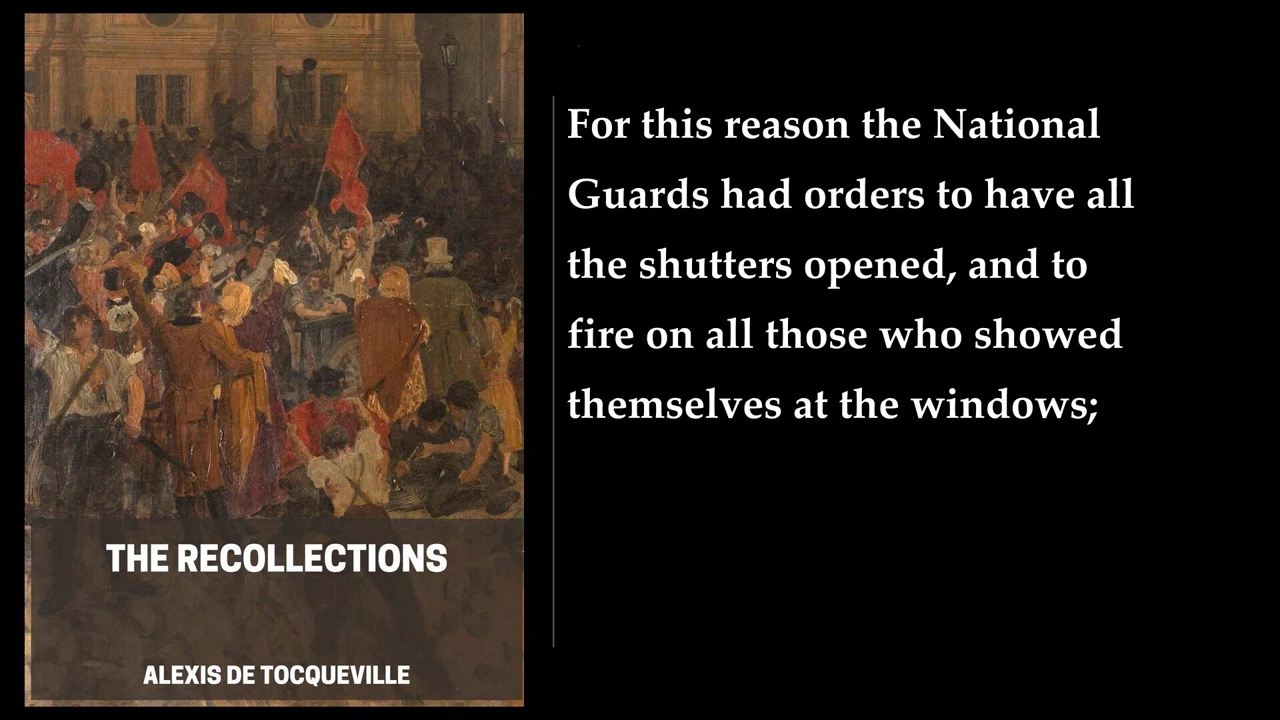 For this reason the National
Guards had orders to have all
the shutters opened, and to
fire on all those who showed
themselves at the windows;
THE RECOLLECTIONS
ALEXIS DE TOCQUEVILLE